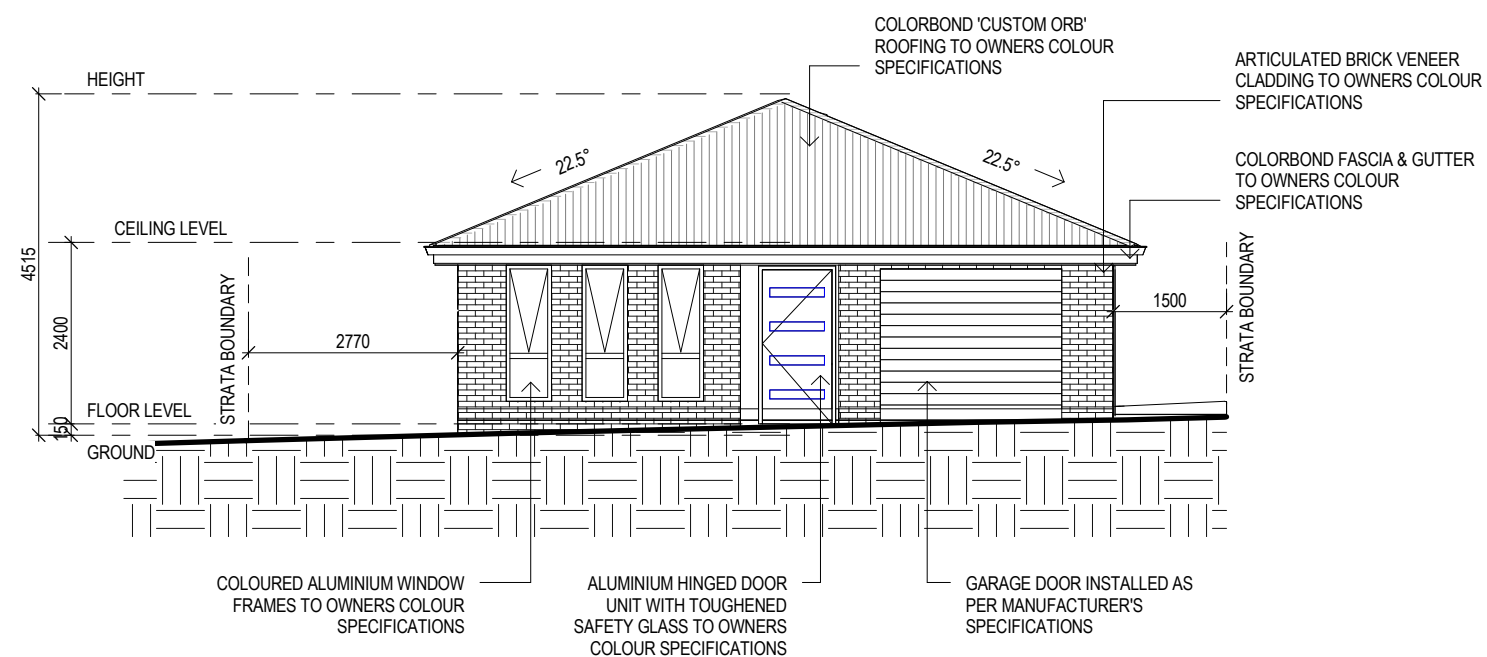 COLORBOND 'CUSTOM ORB'
ROOFING TO OWNERS COLOUR
SPECIFICATIONS
ARTICULATED BRICK VENEER
CLADDING TO OWNERS COLOUR
SPECIFICATIONS
COLORBOND FASCIA & GUTTER
TO OWNERS COLOUR
SPECIFICATIONS
HEIGHT
22.5°
22.5°
CEILING LEVEL
4515
2400
STRATA BOUNDARY
2770
1500
STRATA BOUNDARY
FLOOR LEVEL
150
GROUND
COLOURED ALUMINIUM WINDOW
FRAMES TO OWNERS COLOUR
SPECIFICATIONS
ALUMINIUM HINGED DOOR
UNIT WITH TOUGHENED
SAFETY GLASS TO OWNERS
COLOUR SPECIFICATIONS
GARAGE DOOR INSTALLED AS
PER MANUFACTURER'S
SPECIFICATIONS